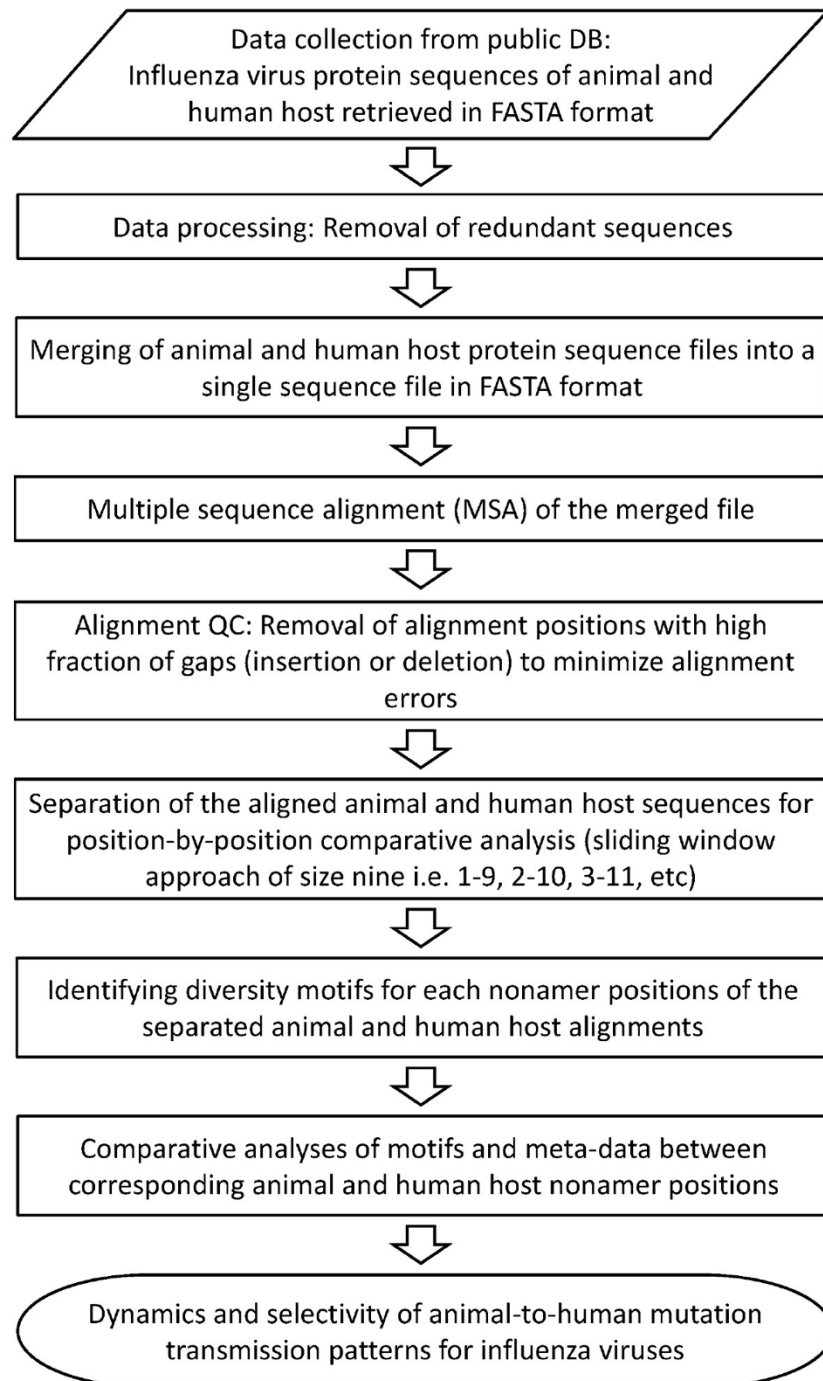 Data collection from public DB:
Influenza virus protein sequences of animal and
human host retrieved in FASTA format
Data processing: Removal of redundant sequences
Merging of animal and human host protein sequence files into a
single sequence file in FASTA format
Multiple sequence alignment (MSA) of the merged file
Alignment QC: Removal of alignment positions with high
fraction of gaps (insertion or deletion) to minimize alignment
errors
Separation of the aligned animal and human host sequences for
position-by-position comparative analysis (sliding window
approach of size nine i.e. 1-9, 2-10, 3-11, etc)
Identifying diversity motifs for each nonamer positions of the
separated animal and human host alignments
Comparative analyses of motifs and meta-data between
corresponding animal and human host nonamer positions
Dynamics and selectivity of animal-to-human mutation
transmission patterns for influenza viruses